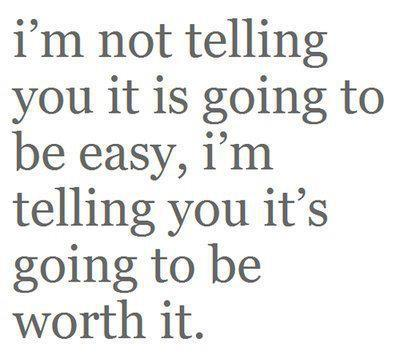 i’m not telling
you it is going to
be easy, i’m
telling you it’s
going to be
worth it.